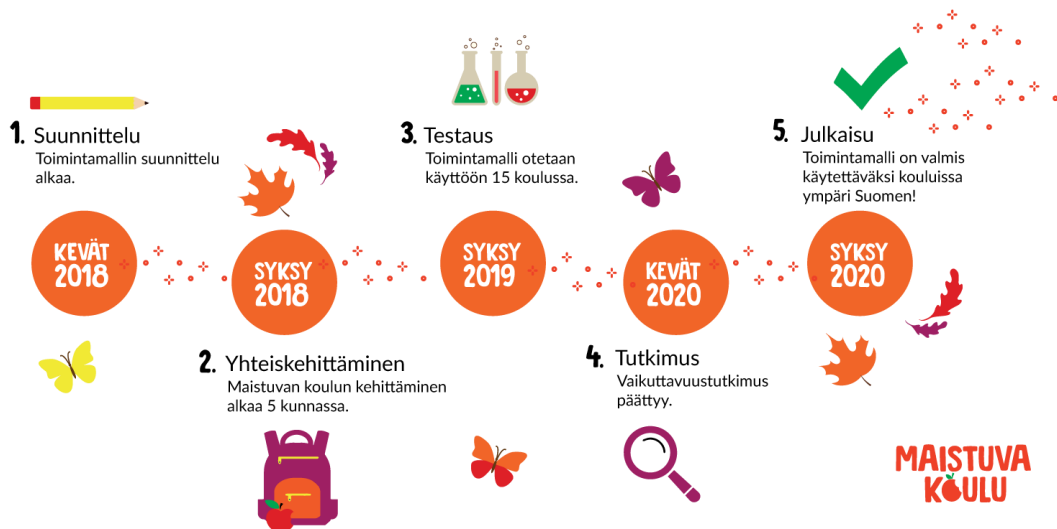 1. Suunnittelu
Toimintamallin suunnittelu
alkaa.
KEVÄT
2018
2. Yhteiskehittäminen
Maistuvan koulun kehittäminen
alkaa 5 kunnassa.
SYKSY
2018
3. Testaus
Toimintamalli otetaan
käyttöön 15 koulussa.
SYKSY
2019
4. Tutkimus
Vaikuttavuustutkimus
päättyy.
KEVÄT
2020
5. Julkaisu
Toimintamalli on valmis
käytettäväksi kouluissa
ympäri Suomen!
SYKSY
2020
MAISTUVA
KOULU